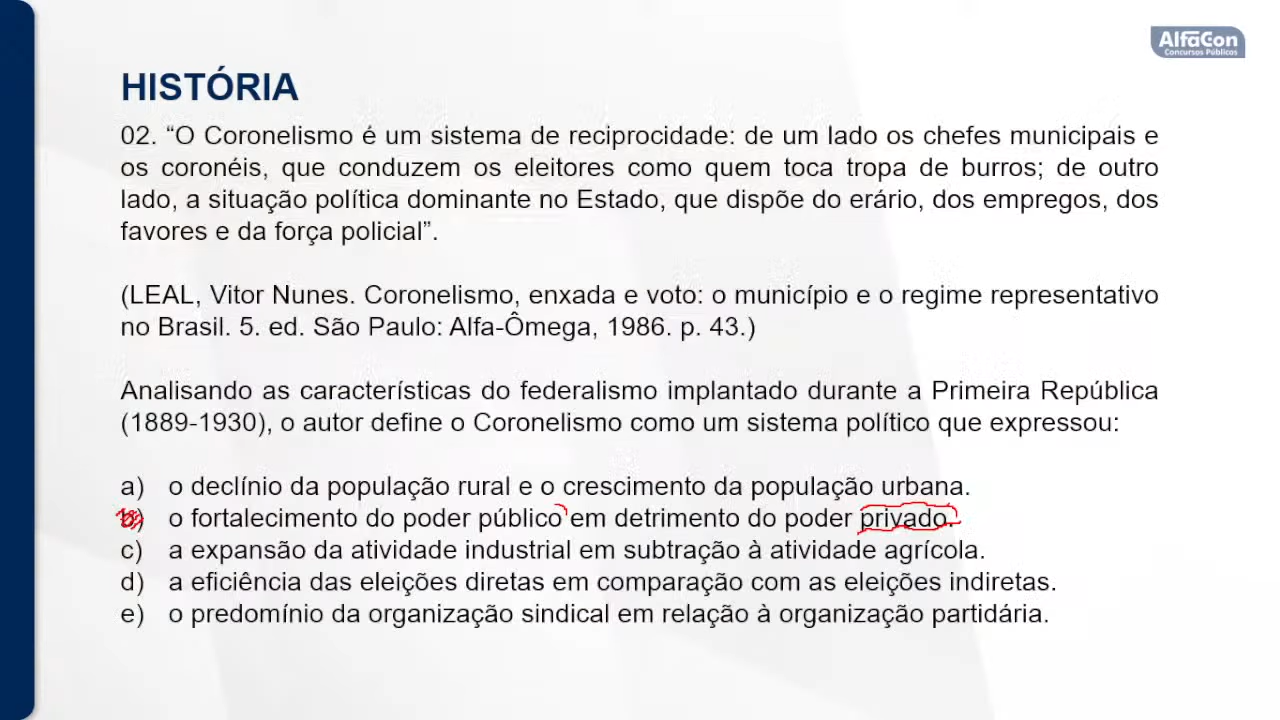 AlfaCon
Concursos Públicos
HISTÓRIA
02. “O Coronelismo é um sistema de reciprocidade: de um lado os chefes municipais e
os coronéis, que conduzem os eleitores como quem toca tropa de burros; de outro
lado, a situação política dominante no Estado, que dispõe do erário, dos empregos, dos
favores e da força policial”.
(LEAL, Vitor Nunes. Coronelismo, enxada e voto: o município e o regime representativo
no Brasil. 5. ed. São Paulo: Alfa-Ômega, 1986. p. 43.)
Analisando as características do federalismo implantado durante a Primeira República
(1889-1930), o autor define o Coronelismo como um sistema político que expressou:
a) o declínio da população rural e o crescimento da população urbana.
b) o fortalecimento do poder público em detrimento do poder privado.
c) a expansão da atividade industrial em subtração à atividade agrícola.
d) a eficiência das eleições diretas em comparação com as eleições indiretas.
e) o predomínio da organização sindical em relação à organização partidária.